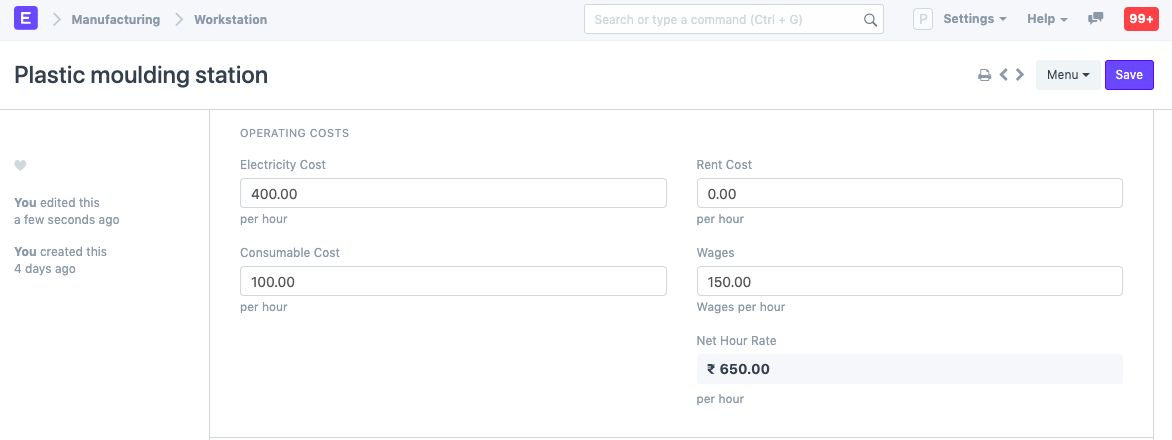 E Manufacturing Workstation Search or type a command (Ctrl + G) P Settings Help 99+
Plastic moulding station Menu Save
OPERATING COSTS
Electricity Cost Rent Cost
400.00 0.00
per hour per hour
You edited this
a few seconds ago
Consumable Cost Wages
You created this
4 days ago
100.00 150.00
per hour Wages per hour
Net Hour Rate
₹ 650.00
per hour